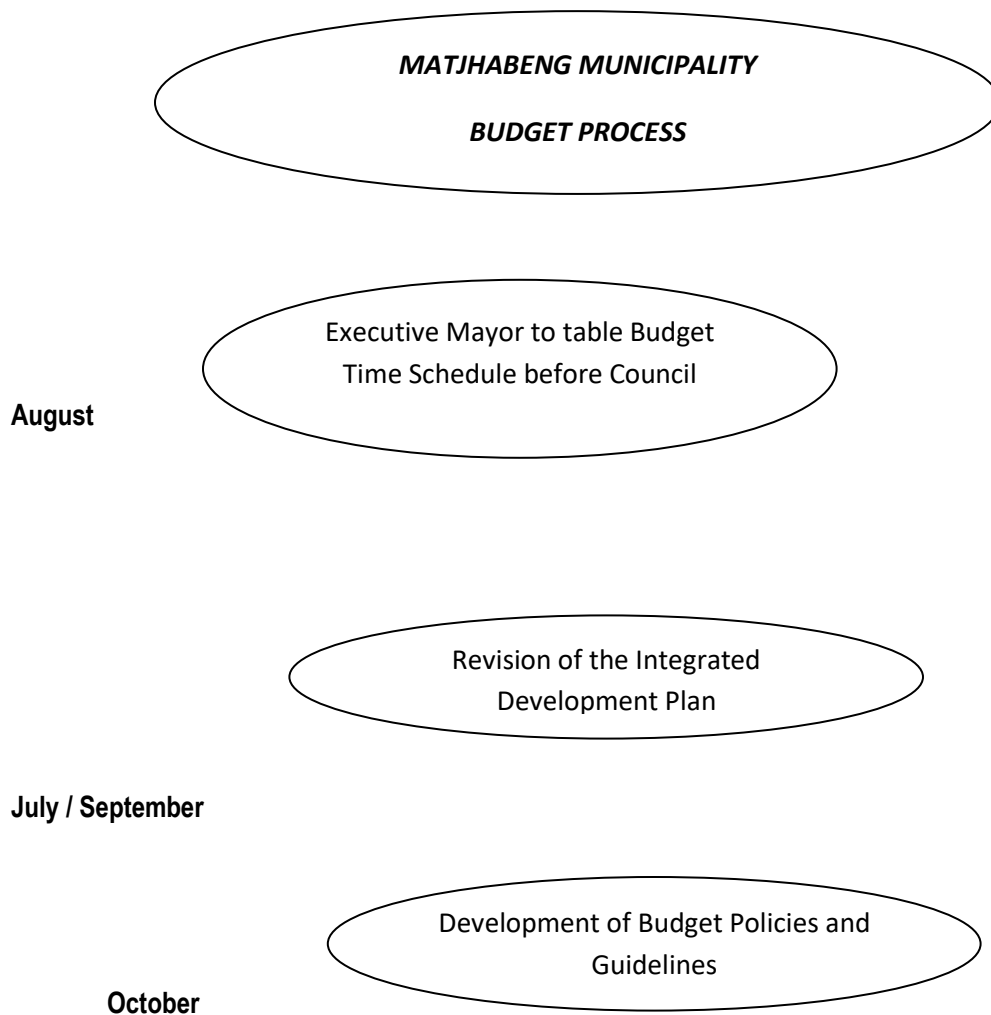 MATJHABENG MUNICIPALITY
BUDGET PROCESS
Executive Mayor to table Budget
Time Schedule before Council
August
Revision of the Integrated
Development Plan
July / September
Development of Budget Policies and
Guidelines
October